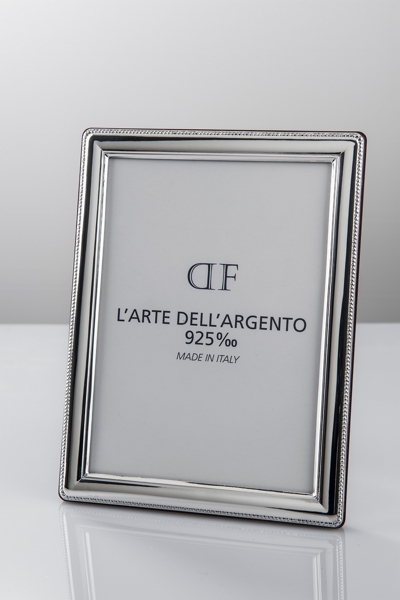 DF
L'ARTE DELL'ARGENTO
925‰
MADE IN ITALY